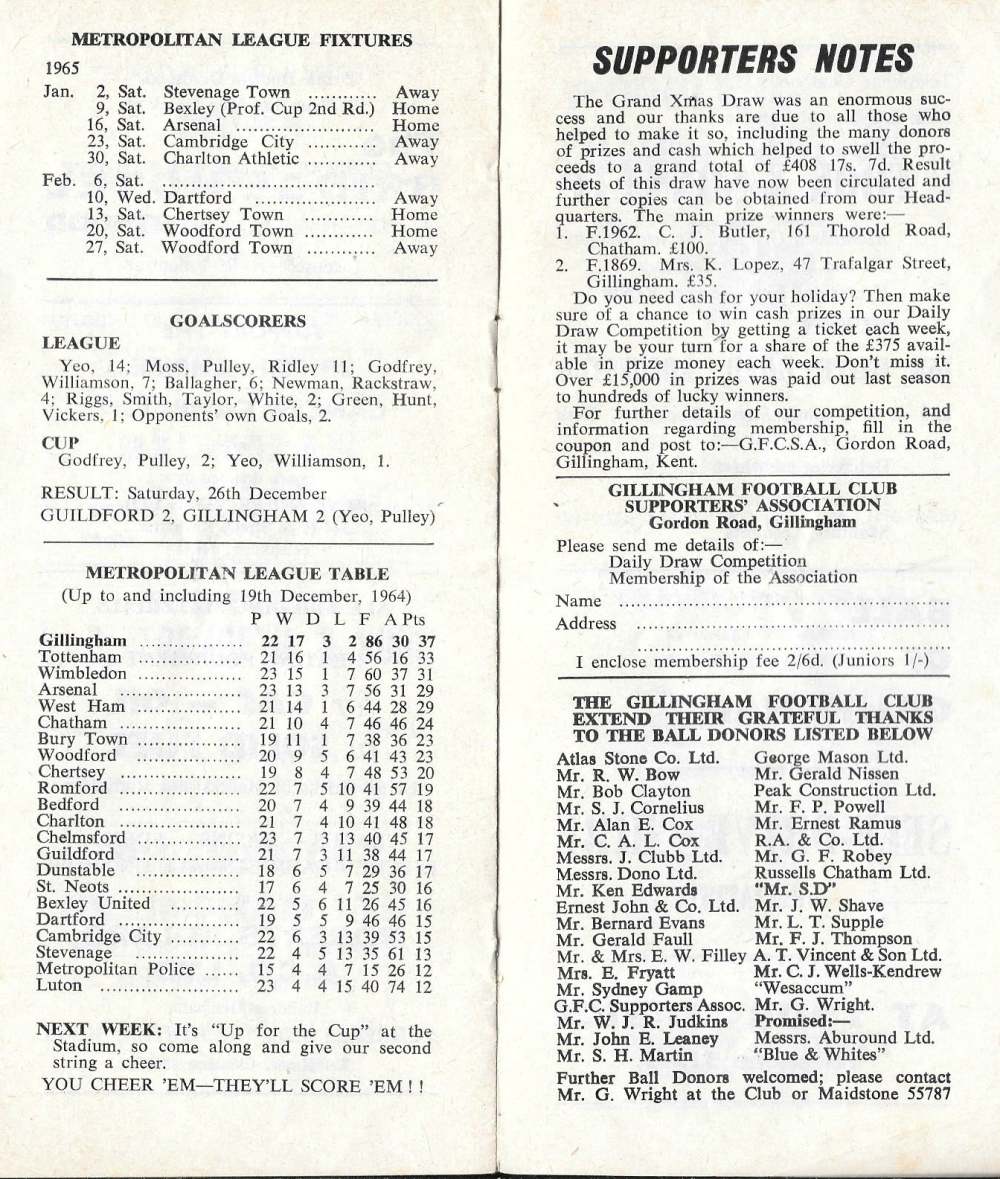 METROPOLITAN LEAGUE FIXTURES
1965
Jan. 2, Sat. Stevenage Town ............ Away
9, Sat. Bexley (Prof. Cup 2nd Rd.) Home
16, Sat. Arsenal ........................ Home
23, Sat. Cambridge City ............ Away
30, Sat. Charlton Athletic ............ Away
Feb. 6, Sat. .....................................
10, Wed. Dartford ..................... Away
13, Sat. Chertsey Town ............ Home
20, Sat. Woodford Town ............ Home
27, Sat. Woodford Town ............ Away
GOALSCORERS
LEAGUE
Yeo, 14; Moss, Pulley, Ridley 11; Godfrey,
Williamson, 7; Ballagher, 6; Newman, Rackstraw,
4; Riggs, Smith, Taylor, White, 2; Green, Hunt,
Vickers, 1; Opponents' own Goals, 2.
CUP
Godfrey, Pulley, 2; Yeo, Williamson, 1.
RESULT: Saturday, 26th December
GUILDFORD 2, GILLINGHAM 2 (Yeo, Pulley)
METROPOLITAN LEAGUE TABLE
(Up to and including 19th December, 1964)
P W D L F A Pts
Gillingham .................. 22 17 3 2 86 30 37
Tottenham .................. 21 16 1 4 56 16 33
Wimbledon .................. 23 15 1 7 60 37 31
Arsenal ..................... 23 13 3 7 56 31 29
West Ham .................. 21 14 1 6 44 28 29
Chatham ..................... 21 10 4 7 46 46 24
Bury Town .................. 19 11 1 7 38 36 23
Woodford .................. 20 9 5 6 41 43 23
Chertsey ..................... 19 8 4 7 48 53 20
Romford ..................... 22 7 5 10 41 57 19
Bedford ..................... 20 7 4 9 39 44 18
Charlton ..................... 21 7 4 10 41 48 18
Chelmsford .................. 23 7 3 13 40 45 17
Guildford .................. 21 7 3 11 38 44 17
Dunstable .................. 18 6 5 7 29 36 17
St. Neots ..................... 17 6 4 7 25 30 16
Bexley United ............ 22 5 6 11 26 45 16
Dartford ..................... 19 5 5 9 46 46 15
Cambridge City ............ 22 6 3 13 39 53 15
Stevenage .................. 22 4 5 13 35 61 13
Metropolitan Police ...... 15 4 4 7 15 26 12
Luton ........................ 23 4 4 15 40 74 12
NEXT WEEK: It's "Up for the Cup" at the
Stadium, so come along and give our second
string a cheer.
YOU CHEER 'EM—THEY'LL SCORE 'EM ! !
SUPPORTERS NOTES
The Grand Xmas Draw was an enormous suc-
cess and our thanks are due to all those who
helped to make it so, including the many donors
of prizes and cash which helped to swell the pro-
ceeds to a grand total of £408 17s. 7d. Result
sheets of this draw have now been circulated and
further copies can be obtained from our Head-
quarters. The main prize winners were:—
1. F.1962. C. J. Butler, 161 Thorold Road,
Chatham. £100.
2. F.1869. Mrs. K. Lopez, 47 Trafalgar Street,
Gillingham. £35.
Do you need cash for your holiday? Then make
sure of a chance to win cash prizes in our Daily
Draw Competition by getting a ticket each week,
it may be your turn for a share of the £375 avail-
able in prize money each week. Don't miss it.
Over £15,000 in prizes was paid out last season
to hundreds of lucky winners.
For further details of our competition, and
information regarding membership, fill in the
coupon and post to:—G.F.C.S.A., Gordon Road,
Gillingham, Kent.
GILLINGHAM FOOTBALL CLUB
SUPPORTERS' ASSOCIATION
Gordon Road, Gillingham
Please send me details of:—
Daily Draw Competition
Membership of the Association
Name ......................................................
Address ...................................................
...................................................
I enclose membership fee 2/6d. (Juniors 1/-)
THE GILLINGHAM FOOTBALL CLUB
EXTEND THEIR GRATEFUL THANKS
TO THE BALL DONORS LISTED BELOW
Atlas Stone Co. Ltd. George Mason Ltd.
Mr. R. W. Bow Mr. Gerald Nissen
Mr. Bob Clayton Peak Construction Ltd.
Mr. S. J. Cornelius Mr. F. P. Powell
Mr. Alan E. Cox Mr. Ernest Ramus
Mr. C. A. L. Cox R.A. & Co. Ltd.
Messrs. J. Clubb Ltd. Mr. G. F. Robey
Messrs. Dono Ltd. Russells Chatham Ltd.
Mr. Ken Edwards "Mr. S.D"
Ernest John & Co. Ltd. Mr. J. W. Shave
Mr. Bernard Evans Mr. L. T. Supple
Mr. Gerald Faull Mr. F. J. Thompson
Mr. & Mrs. E. W. Filley A. T. Vincent & Son Ltd.
Mrs. E. Fryatt Mr. C. J. Wells-Kendrew
Mr. Sydney Gamp "Wesaccum"
G.F.C. Supporters Assoc. Mr. G. Wright.
Mr. W. J. R. Judkins Promised:—
Mr. John E. Leaney Messrs. Aburound Ltd.
Mr. S. H. Martin "Blue & Whites"
Further Ball Donors welcomed; please contact
Mr. G. Wright at the Club or Maidstone 55787